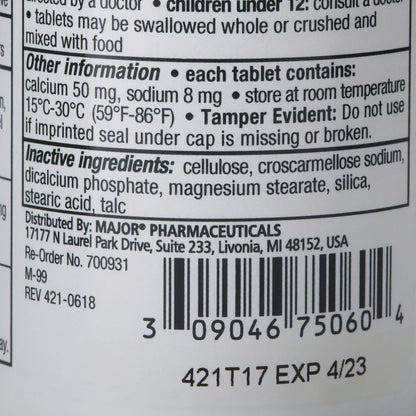 directed by a doctor • children under 12: consult a doctor
• tablets may be swallowed whole or crushed and
mixed with food
Other information • each tablet contains:
calcium 50 mg, sodium 8 mg • store at room temperature
15°C-30°C (59°F-86°F) • Tamper Evident: Do not use
if imprinted seal under cap is missing or broken.
Inactive ingredients: cellulose, croscarmellose sodium,
dicalcium phosphate, magnesium stearate, silica,
stearic acid, talc
Distributed By: MAJOR® PHARMACEUTICALS
17177 N Laurel Park Drive, Suite 233, Livonia, MI 48152, USA
Re-Order No. 700931
M-99
REV 421-0618
3 09046 75060 4
421T17 EXP 4/23